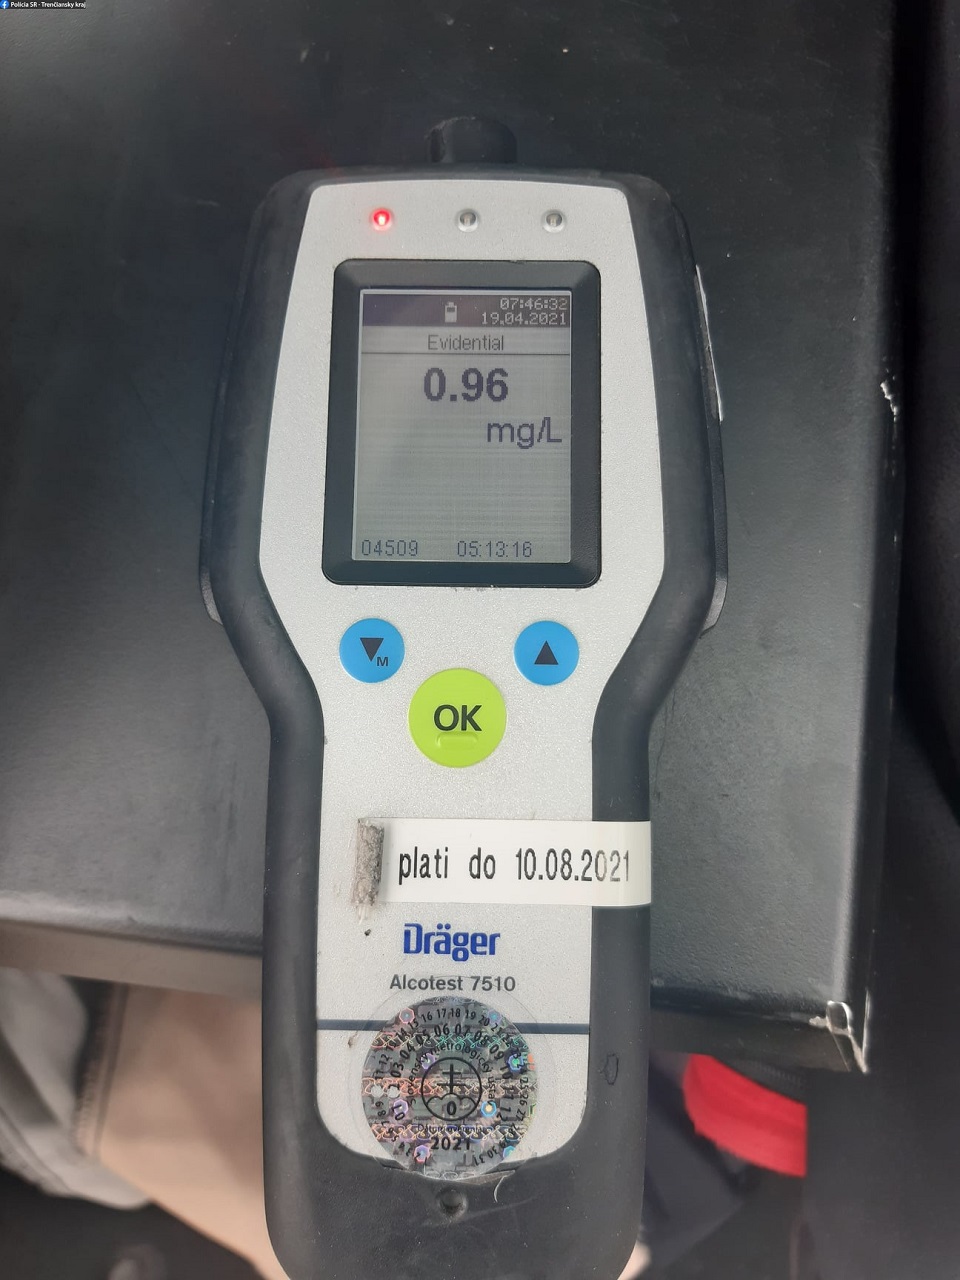 Polícia SR - Trenčiansky kraj
07:46:32
19.04.2021
Evidential
0.96
mg/L
04509 05:13:16
M
OK
plati do 10.08.2021
Dräger
Alcotest 7510
2021